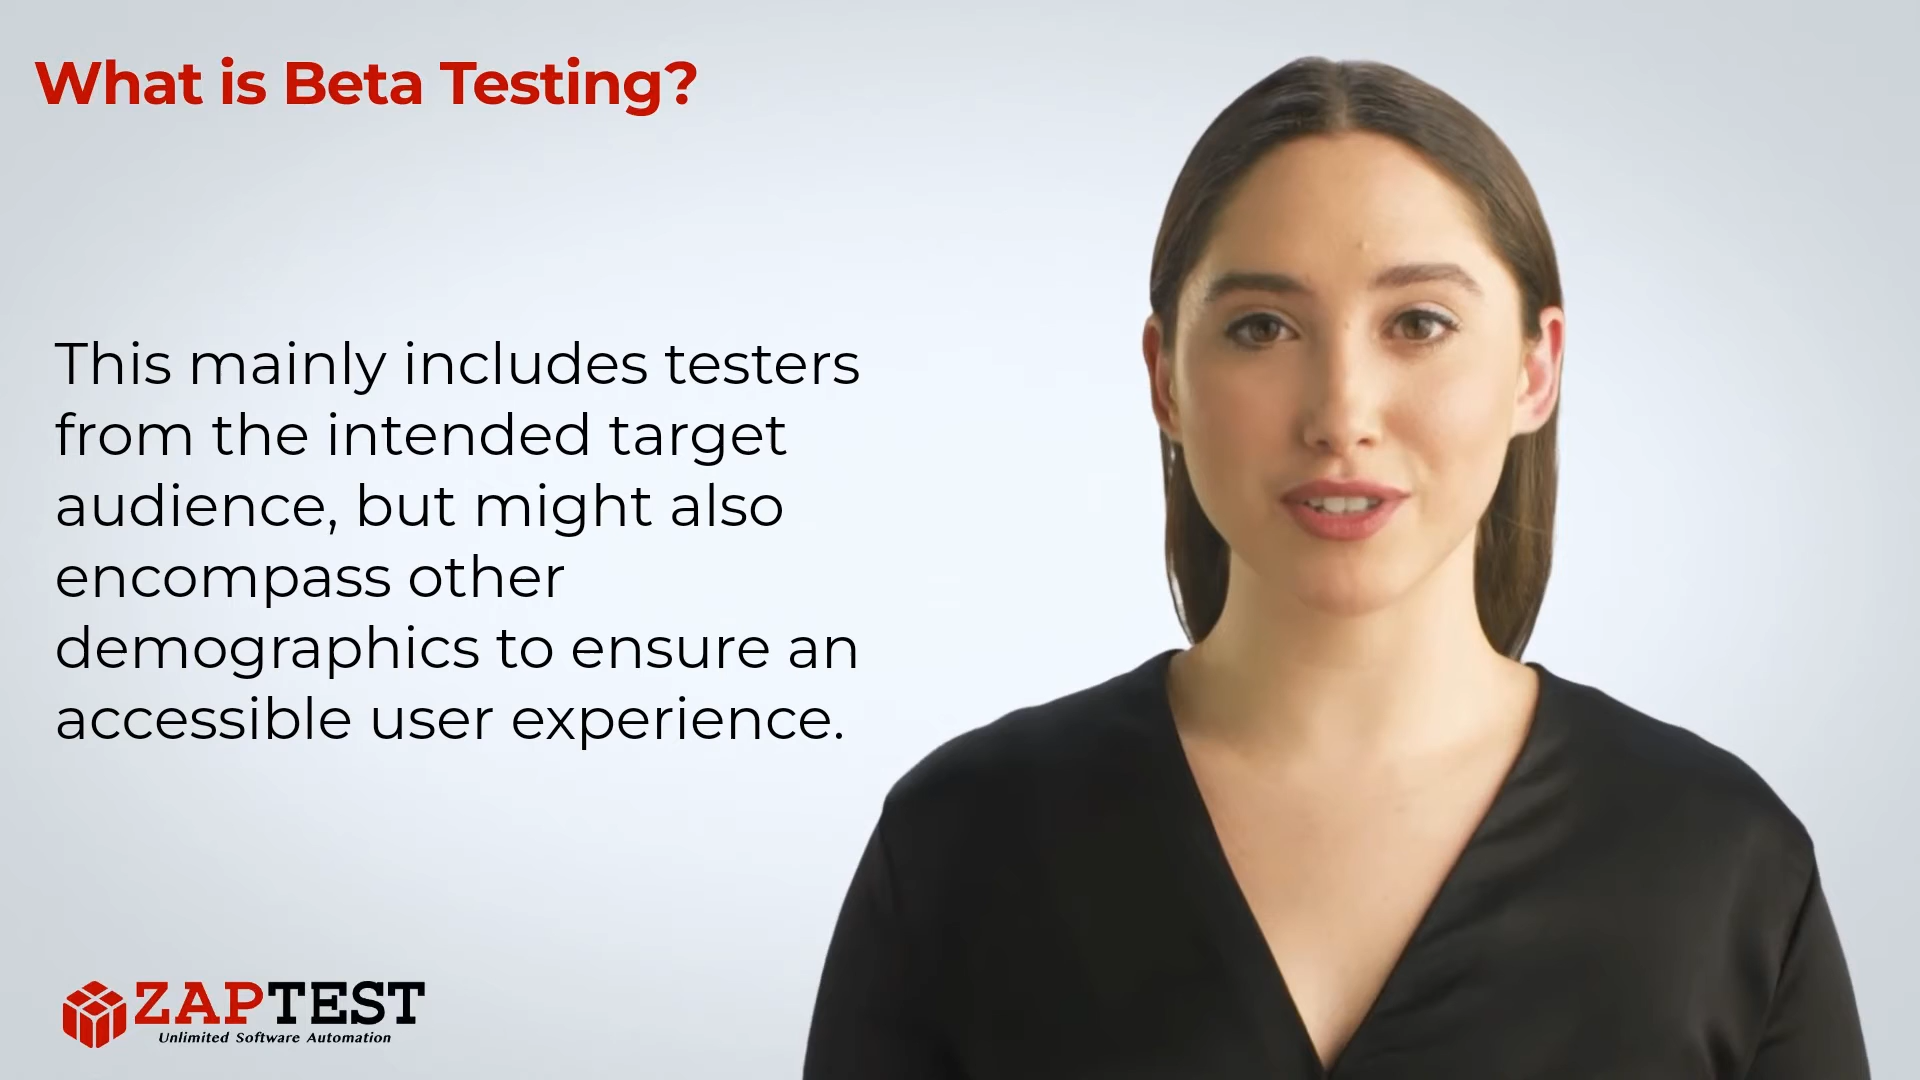 What is Beta Testing?
This mainly includes testers
from the intended target
audience, but might also
encompass other
demographics to ensure an
accessible user experience.
ZAPTEST
Unlimited Software Automation